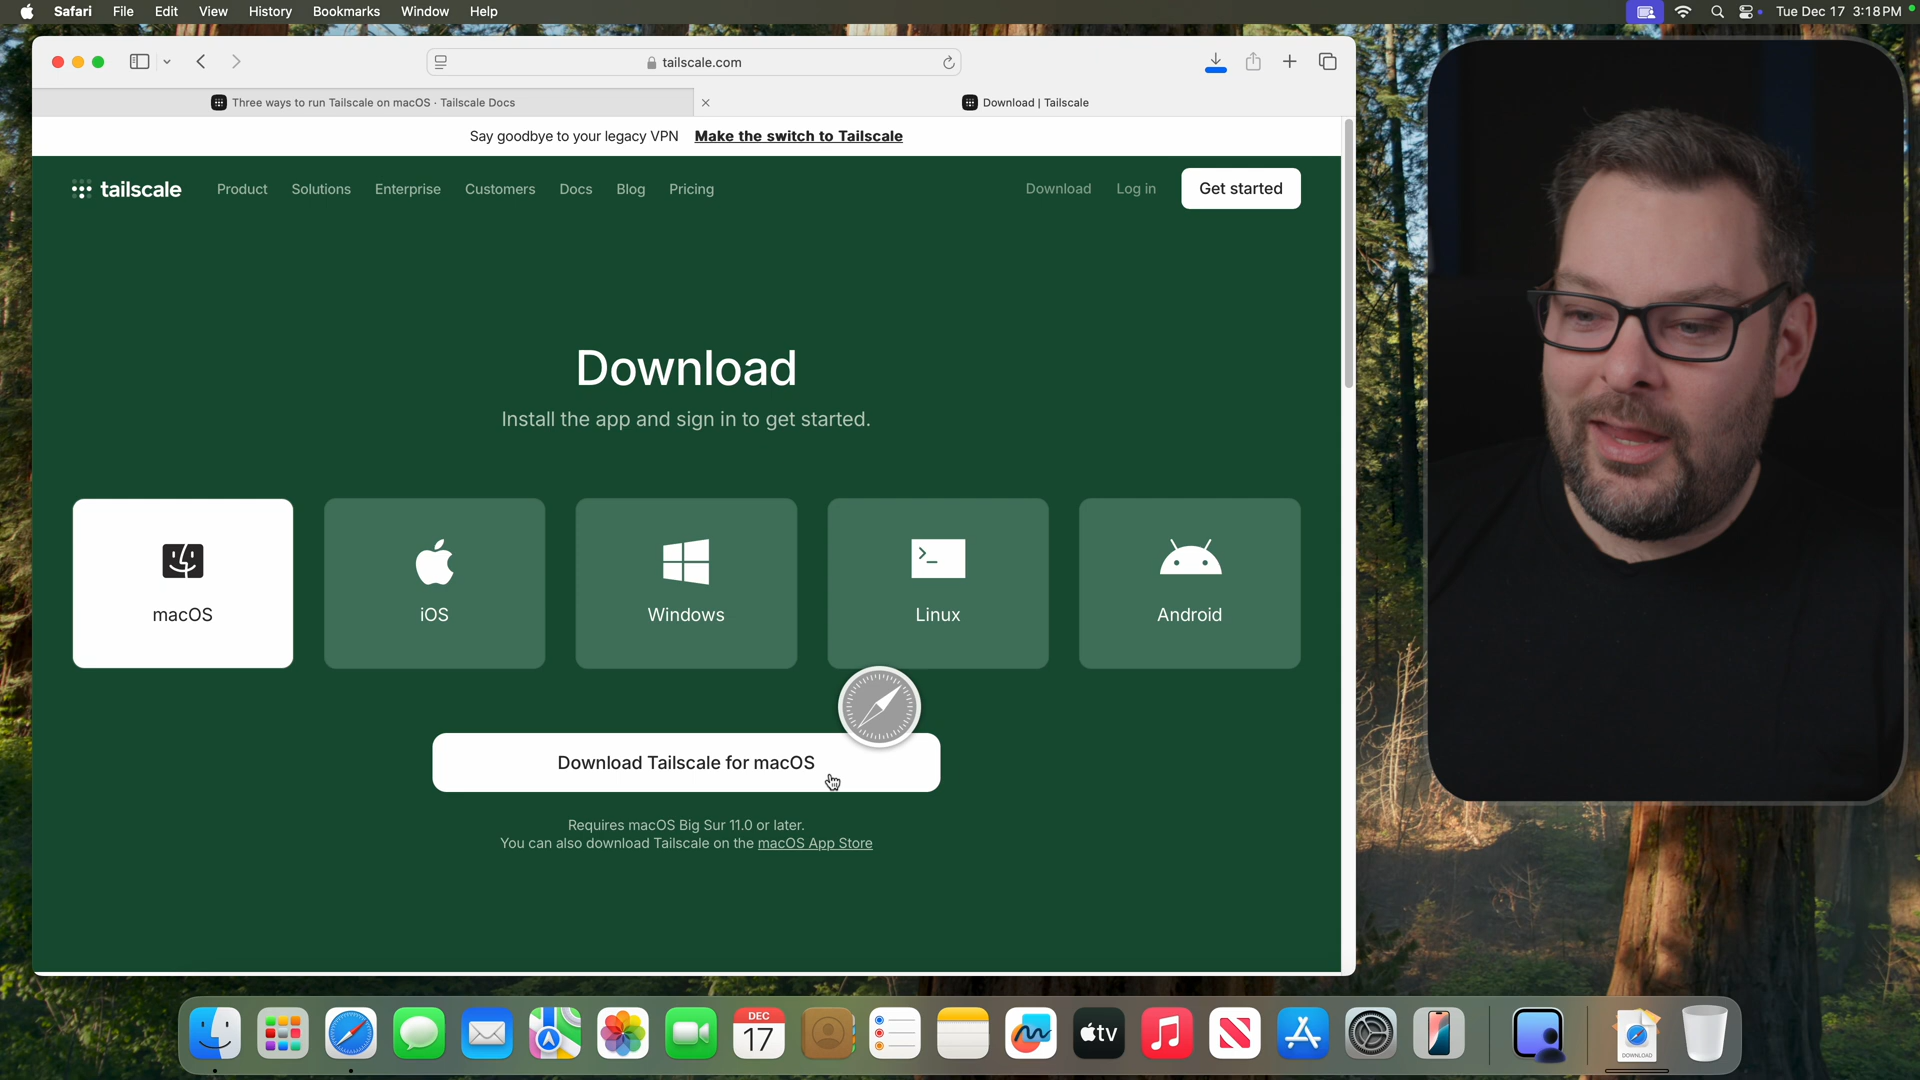 Safari File Edit View History Bookmarks Window Help
Tue Dec 17 3:18 PM
tailscale.com
Three ways to run Tailscale on macOS · Tailscale Docs
Download | Tailscale
Say goodbye to your legacy VPN Make the switch to Tailscale
tailscale
Product Solutions Enterprise Customers Docs Blog Pricing
Download Log in Get started
Download
Install the app and sign in to get started.
macOS
iOS
Windows
Linux
Android
Download Tailscale for macOS
Requires macOS Big Sur 11.0 or later.
You can also download Tailscale on the macOS App Store
DEC
17
tv
DOWNLOAD